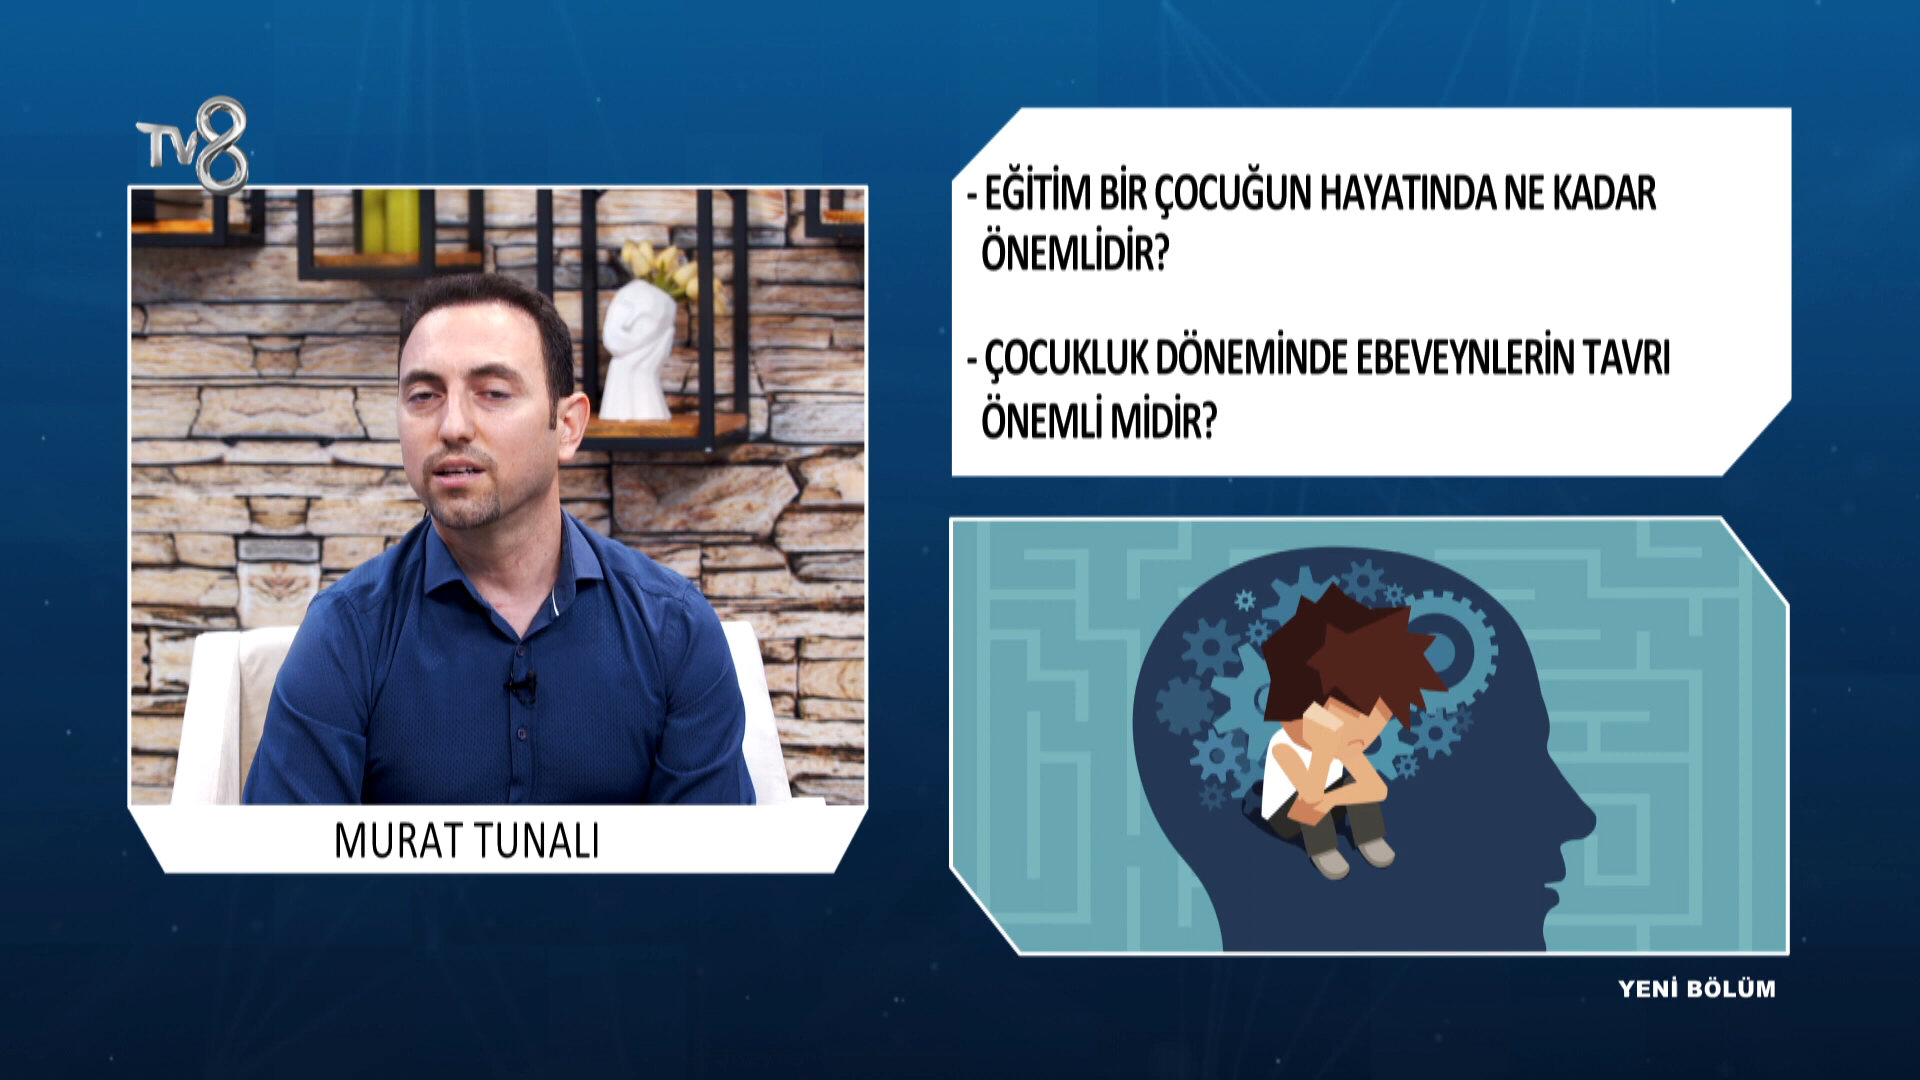 TV8
- EĞİTİM BİR ÇOCUĞUN HAYATINDA NE KADAR
ÖNEMLİDİR?
- ÇOCUKLUK DÖNEMİNDE EBEVEYNLERİN TAVRI
ÖNEMLİ MİDİR?
MURAT TUNALI
YENİ BÖLÜM